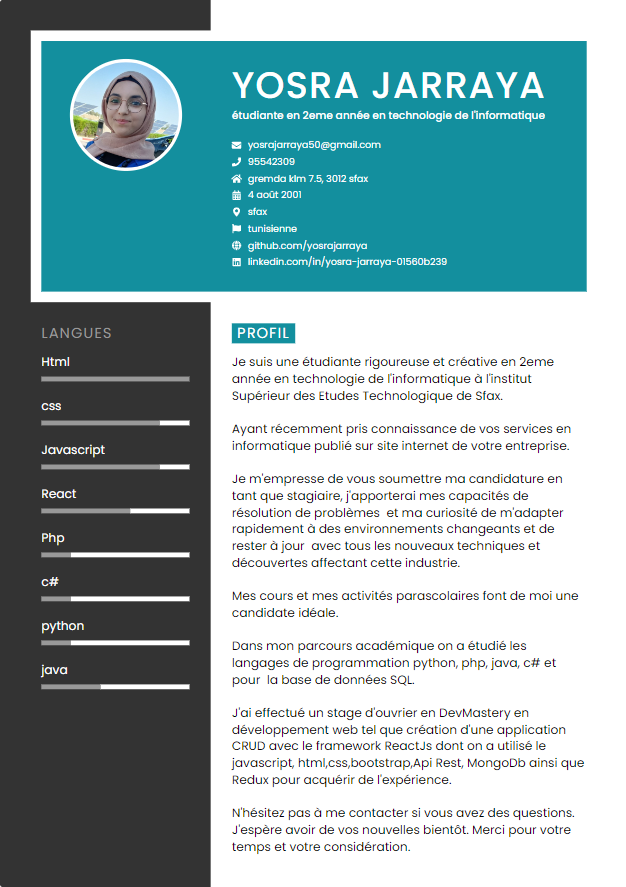 YOSRA JARRAYA
étudiante en 2eme année en technologie de l'informatique
yosrajarraya50@gmail.com
95542309
gremda klm 7.5, 3012 sfax
4 août 2001
sfax
tunisienne
github.com/yosrajarraya
linkedin.com/in/yosra-jarraya-01560b239
LANGUES
Html
css
Javascript
React
Php
c#
python
java
PROFIL
Je suis une étudiante rigoureuse et créative en 2eme
année en technologie de l'informatique à l'institut
Supérieur des Etudes Technologique de Sfax.
Ayant récemment pris connaissance de vos services en
informatique publié sur site internet de votre entreprise.
Je m'empresse de vous soumettre ma candidature en
tant que stagiaire, j'apporterai mes capacités de
résolution de problèmes  et ma curiosité de m'adapter
rapidement à des environnements changeants et de
rester à jour  avec tous les nouveaux techniques et
découvertes affectant cette industrie.
Mes cours et mes activités parascolaires font de moi une
candidate idéale.
Dans mon parcours académique on a étudié les
langages de programmation python, php, java, c# et
pour  la base de données SQL.
J'ai effectué un stage d'ouvrier en DevMastery en
développement web tel que création d'une application
CRUD avec le framework ReactJs dont on a utilisé le
javascript, html,css,bootstrap,Api Rest, MongoDb ainsi que
Redux pour acquérir de l'expérience.
N'hésitez pas à me contacter si vous avez des questions.
J'espère avoir de vos nouvelles bientôt. Merci pour votre
temps et votre considération.